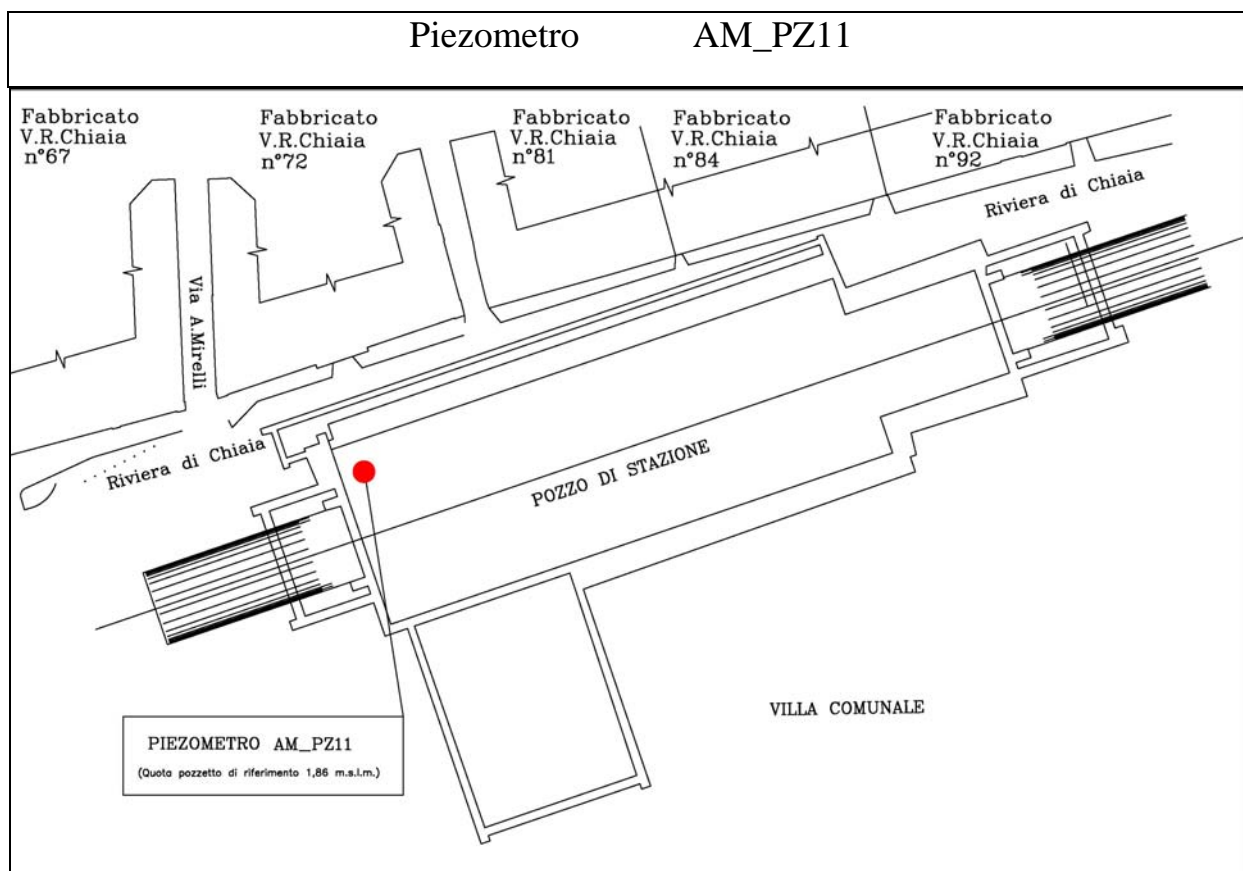 Piezometro AM_PZ11
Fabbricato
V.R.Chiaia
n°67
Fabbricato
V.R.Chiaia
n°72
Fabbricato
V.R.Chiaia
n°81
Fabbricato
V.R.Chiaia
n°84
Fabbricato
V.R.Chiaia
n°92
Riviera di Chiaia
Via A.Mirelli
Riviera di Chiaia
POZZO DI STAZIONE
VILLA COMUNALE
PIEZOMETRO AM_PZ11
(Quota pozzetto di riferimento 1,86 m.s.l.m.)